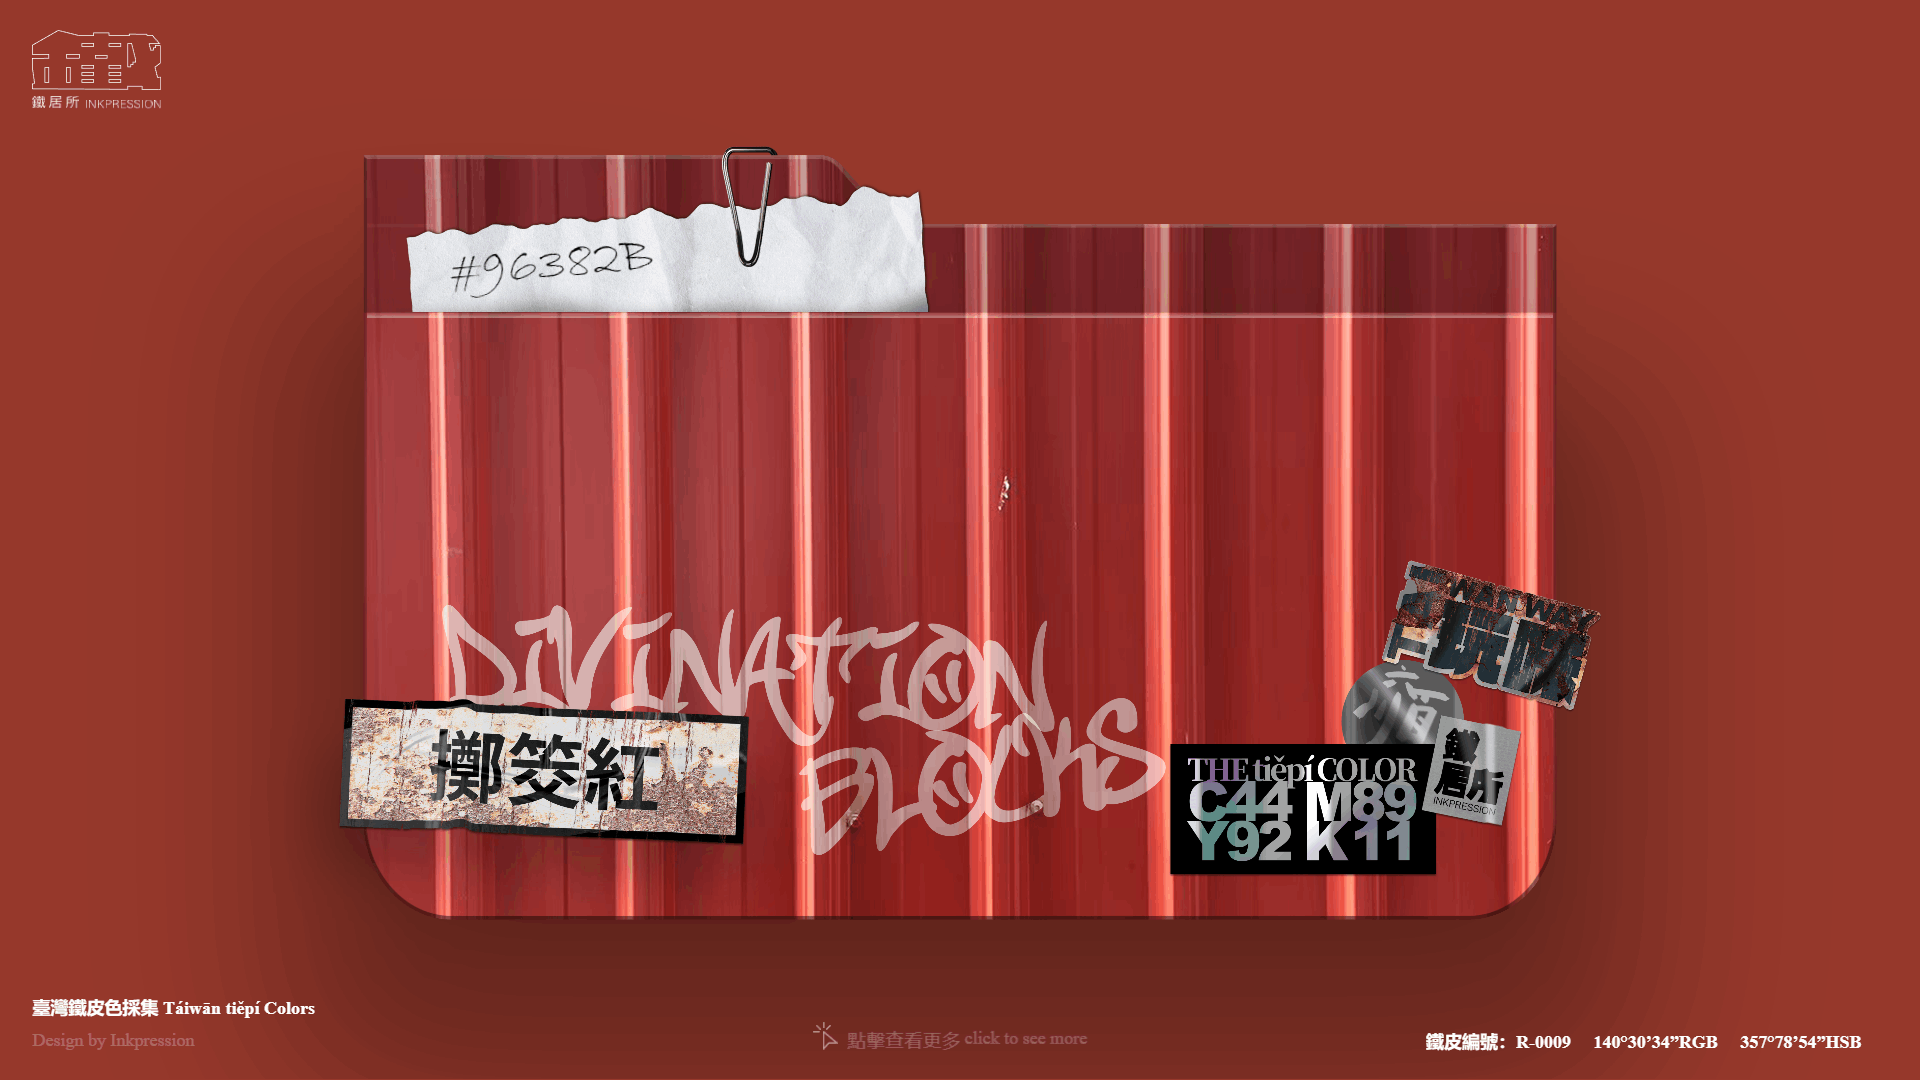 鐵居所 INKPRESSION
#96382B
DIVINATION
BLOCKS
擲筊紅
THE tiěpí COLOR
C44 M89
Y92 K11
鐵
居所
INKPRESSION
臺灣鐵皮色採集 Táiwān tiěpí Colors
Design by Inkpression
點擊查看更多 click to see more
鐵皮編號：R-0009 140°30’34”RGB 357°78’54”HSB